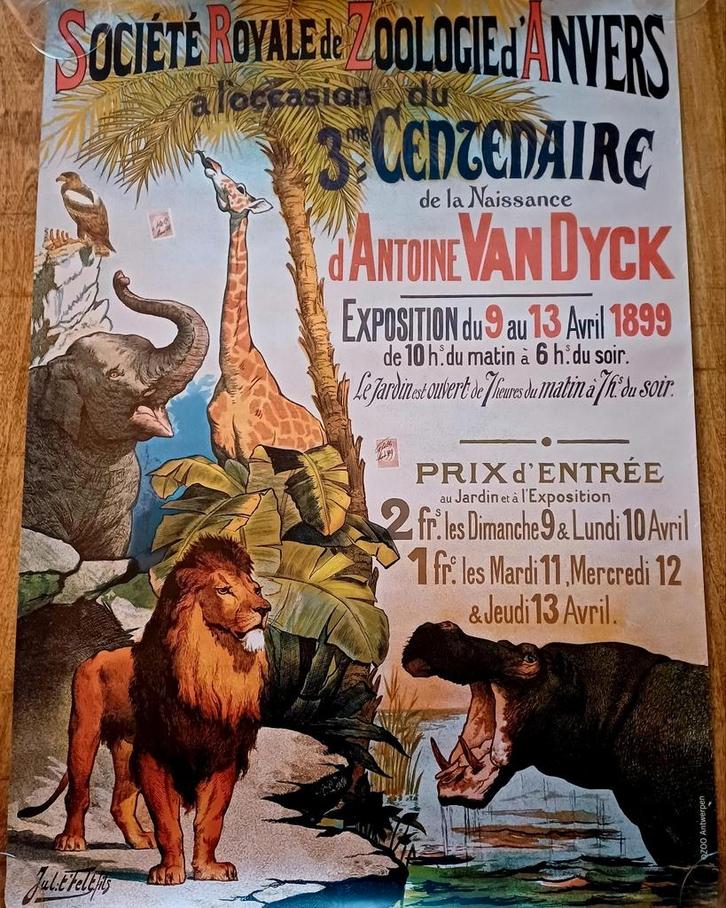 SOCIÉTÉ ROYALE de ZOOLOGIE d'ANVERS
à l'occasion du
3me CENTENAIRE
de la Naissance
d'ANTOINE VAN DYCK
EXPOSITION du 9 au 13 Avril 1899
de 10 hs. du matin à 6 hs. du soir.
Le Jardin est ouvert de 7 heures du matin à 7 hs. du soir.
PRIX d'ENTRÉE
au Jardin et à l'Exposition
2 frs. les Dimanche 9 & Lundi 10 Avril
1 frc. les Mardi 11, Mercredi 12
& Jeudi 13 Avril.
©ZOO Antwerpen